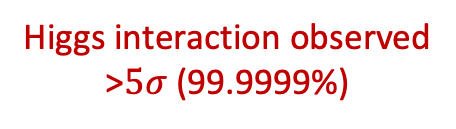 Higgs interaction observed
>5σ (99.9999%)